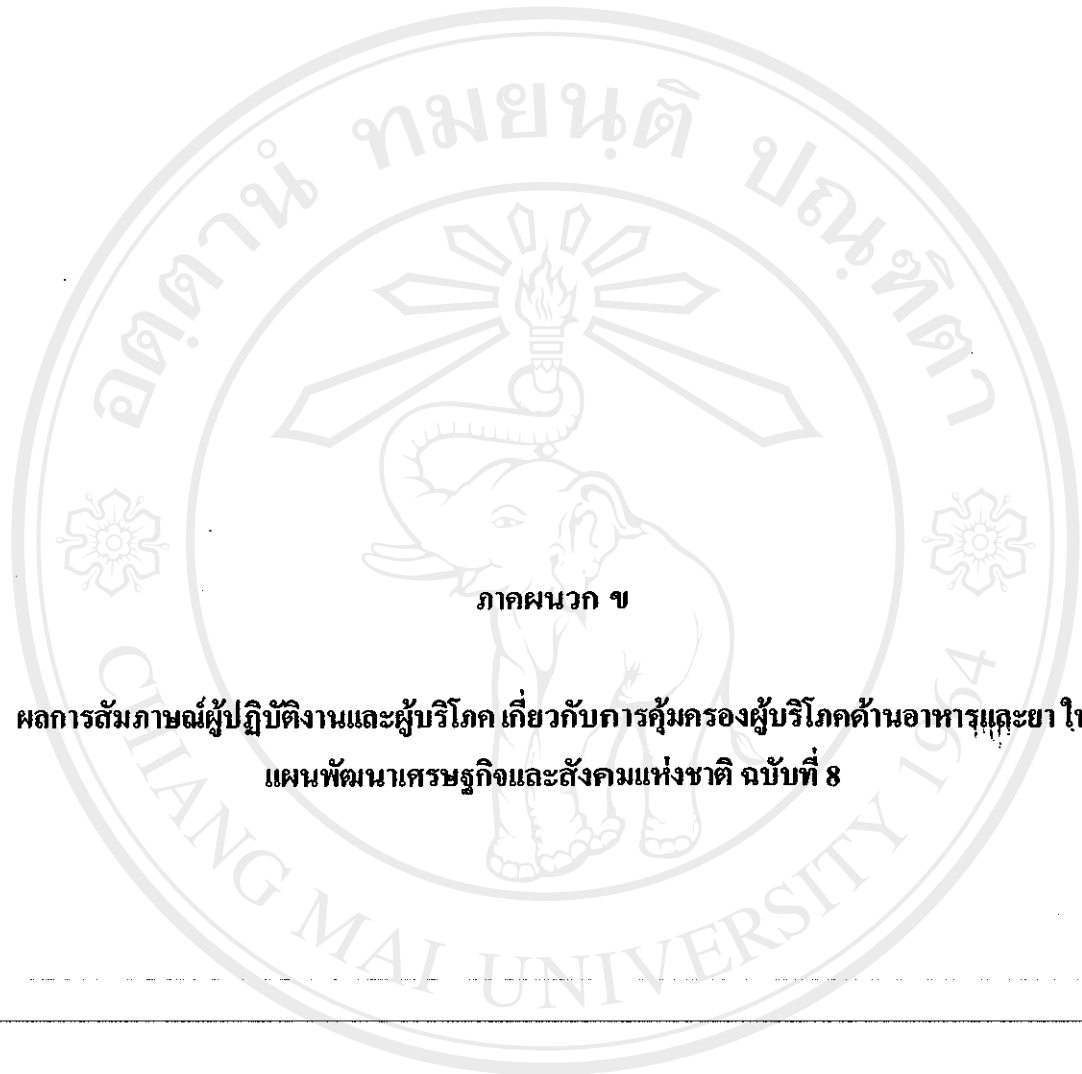 อตฺตานํ ทมยนฺติ ปณฺฑิตา
ภาคผนวก ข
ผลการสัมภาษณ์ผู้ปฏิบัติงานและผู้บริโภค เกี่ยวกับการคุ้มครองผู้บริโภคด้านอาหารและยา
แผนพัฒนาเศรษฐกิจและสังคมแห่งชาติ ฉบับที่ 8
CHIANG MAI UNIVERSITY 1964